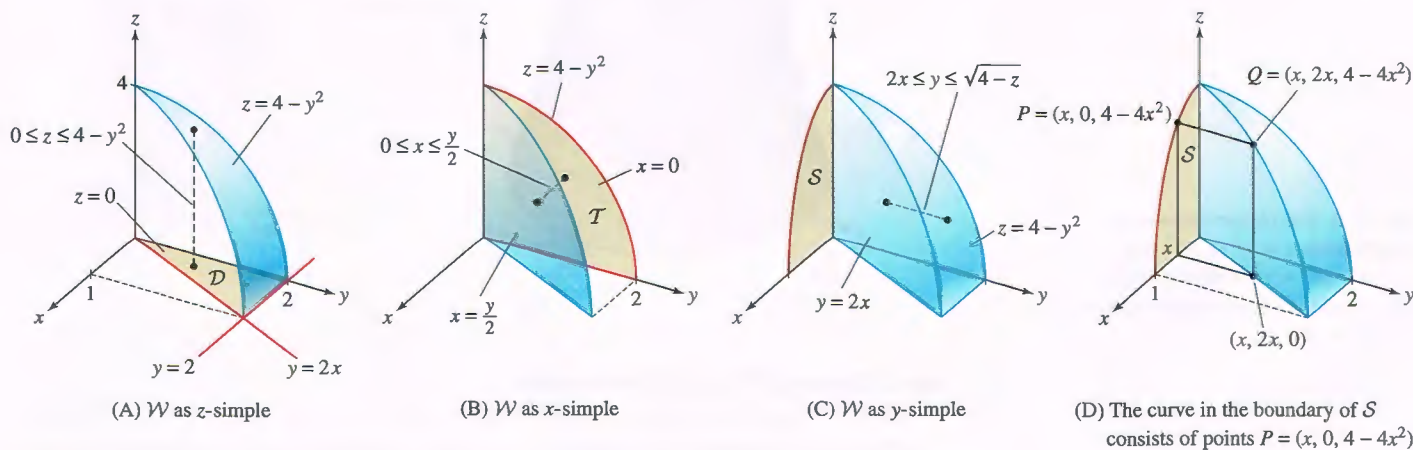 z
4
z = 4 – y²
0 ≤ z ≤ 4 – y²
z = 0
𝒟
1
2
x
y
y = 2
y = 2x
(A) 𝒲 as z-simple
z
z = 4 – y²
0 ≤ x ≤ y/2
x = 0
𝒯
2
x
y
x = y/2
(B) 𝒲 as x-simple
z
2x ≤ y ≤ √(4 – z)
𝒮
z = 4 – y²
x
y
y = 2x
(C) 𝒲 as y-simple
z
Q = (x, 2x, 4 – 4x²)
P = (x, 0, 4 – 4x²)
𝒮
x
1
2
x
y
(x, 2x, 0)
(D) The curve in the boundary of 𝒮
consists of points P = (x, 0, 4 – 4x²)